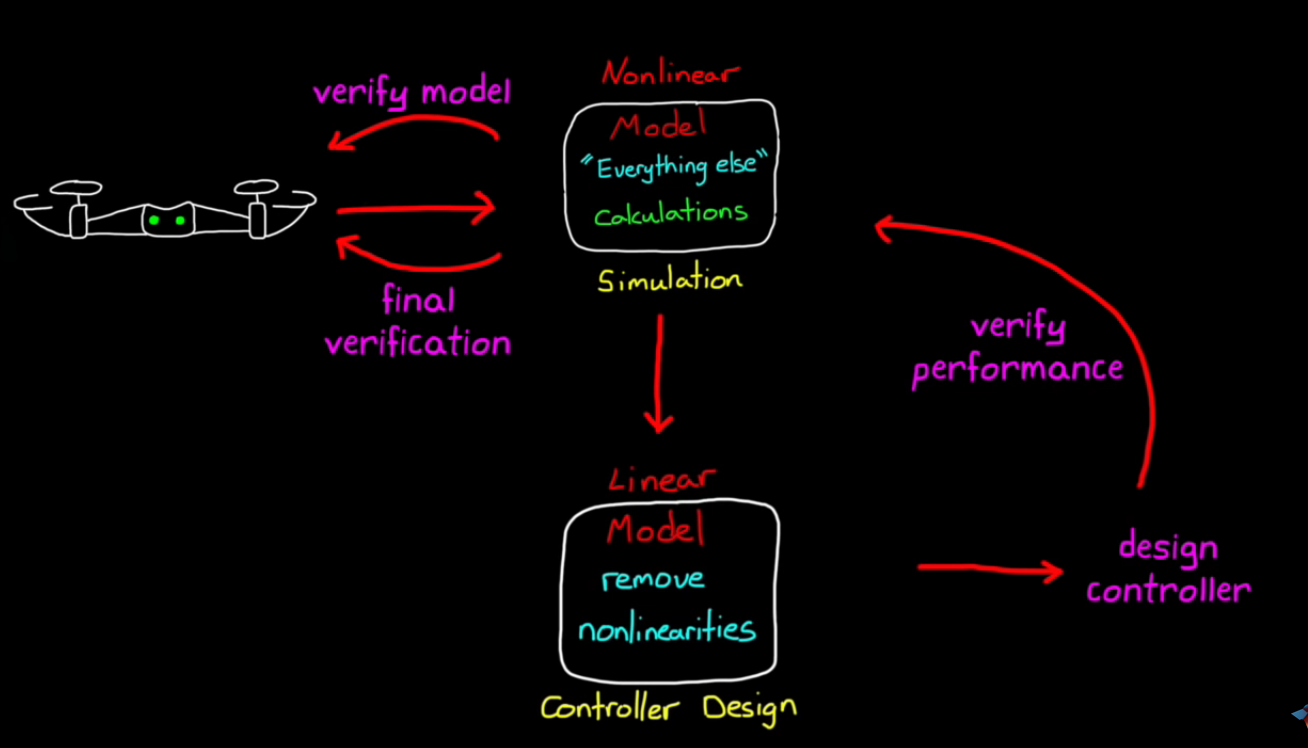 verify model
final
verification
Nonlinear
Model
"Everything else"
Calculations
Simulation
Linear
Model
remove
nonlinearities
Controller Design
verify
performance
design
controller